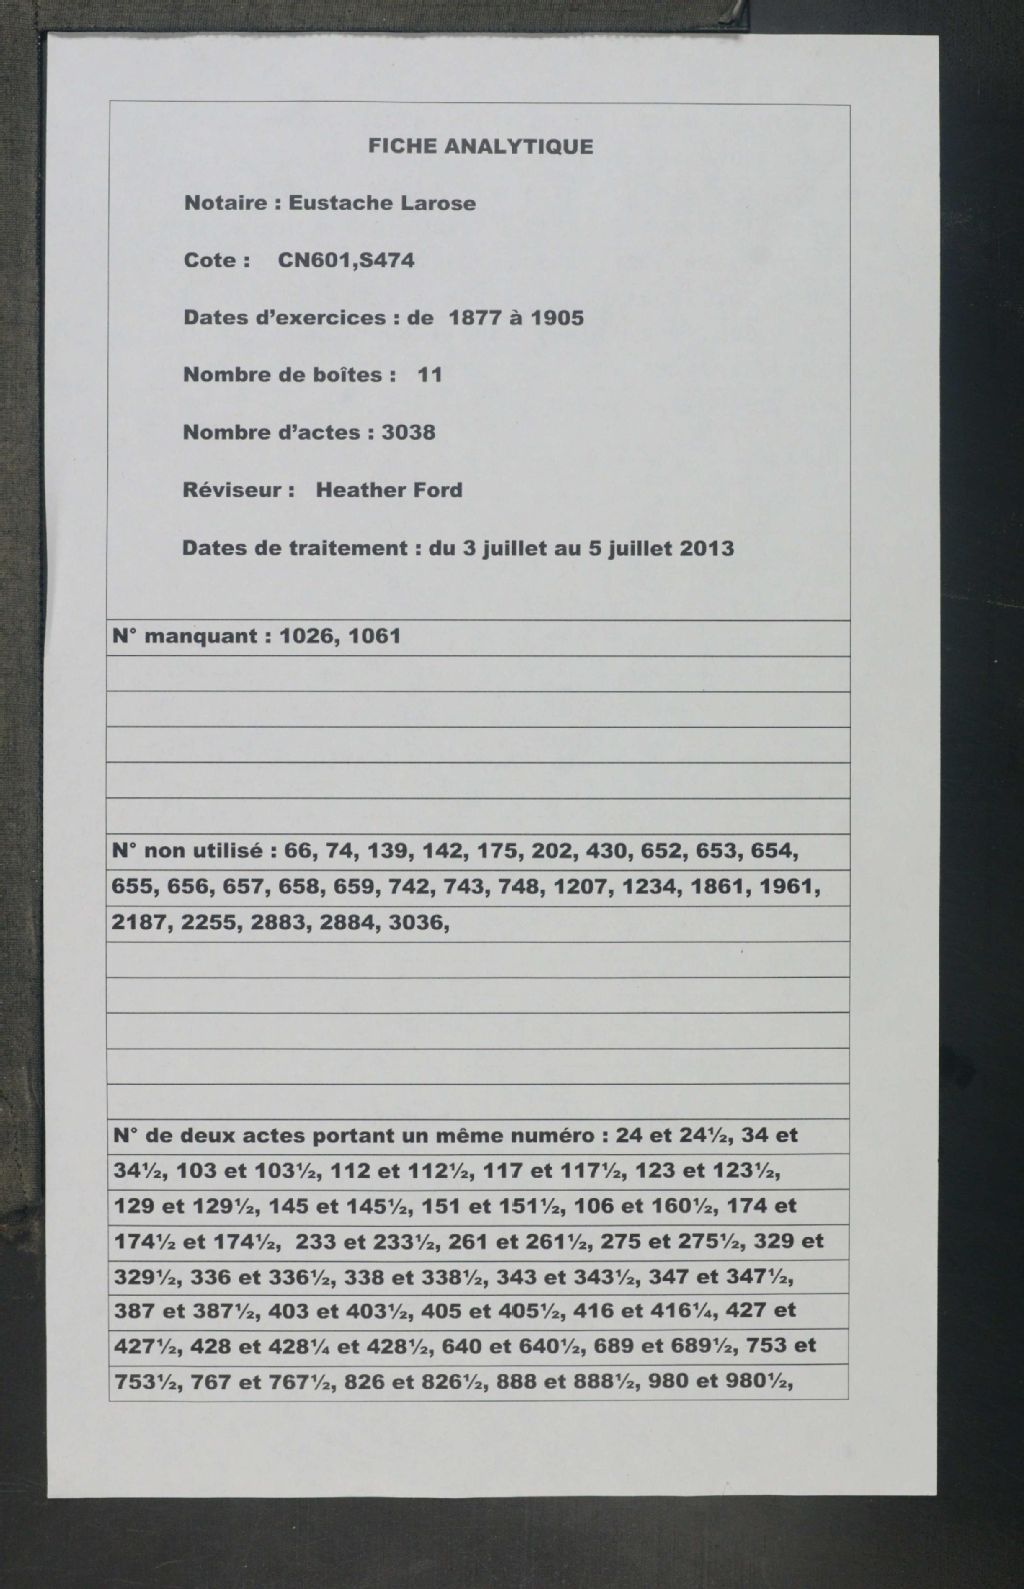 FICHE ANALYTIQUE
Notaire : Eustache Larose
Cote : CN601,S474
Dates d'exercices : de 1877 à 1905
Nombre de boîtes : 11
Nombre d'actes : 3038
Réviseur : Heather Ford
Dates de traitement : du 3 juillet au 5 juillet 2013
N° manquant : 1026, 1061
N° non utilisé : 66, 74, 139, 142, 175, 202, 430, 652, 653, 654,
655, 656, 657, 658, 659, 742, 743, 748, 1207, 1234, 1861, 1961,
2187, 2255, 2883, 2884, 3036,
N° de deux actes portant un même numéro : 24 et 24½, 34 et
34½, 103 et 103½, 112 et 112½, 117 et 117½, 123 et 123½,
129 et 129½, 145 et 145½, 151 et 151½, 106 et 160½, 174 et
174½ et 174½, 233 et 233½, 261 et 261½, 275 et 275½, 329 et
329½, 336 et 336½, 338 et 338½, 343 et 343½, 347 et 347½,
387 et 387½, 403 et 403½, 405 et 405½, 416 et 416¼, 427 et
427½, 428 et 428¼ et 428½, 640 et 640½, 689 et 689½, 753 et
753½, 767 et 767½, 826 et 826½, 888 et 888½, 980 et 980½,